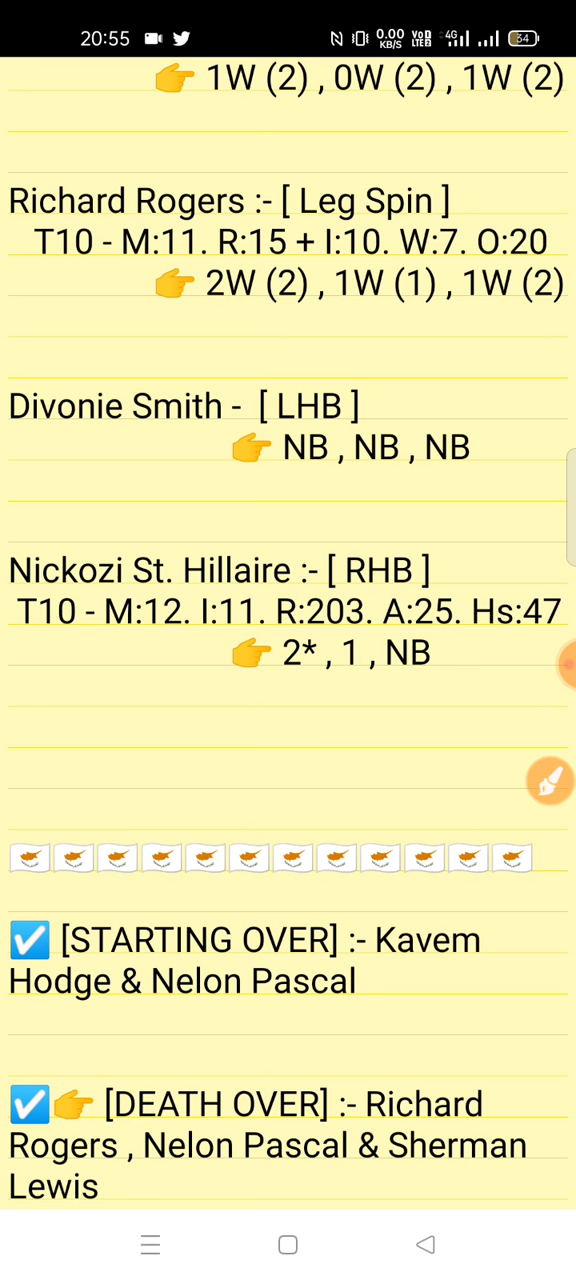 20:55 0.00 KB/S VoD LTE2 4G 34
👉 1W (2) , 0W (2) , 1W (2)
Richard Rogers :- [ Leg Spin ]
T10 - M:11. R:15 + I:10. W:7. O:20
👉 2W (2) , 1W (1) , 1W (2)
Divonie Smith - [ LHB ]
👉 NB , NB , NB
Nickozi St. Hillaire :- [ RHB ]
T10 - M:12. I:11. R:203. A:25. Hs:47
👉 2* , 1 , NB
🇨🇾🇨🇾🇨🇾🇨🇾🇨🇾🇨🇾🇨🇾🇨🇾🇨🇾🇨🇾🇨🇾🇨🇾
☑️ [STARTING OVER] :- Kavem
Hodge & Nelon Pascal
☑️👉 [DEATH OVER] :- Richard
Rogers , Nelon Pascal & Sherman
Lewis